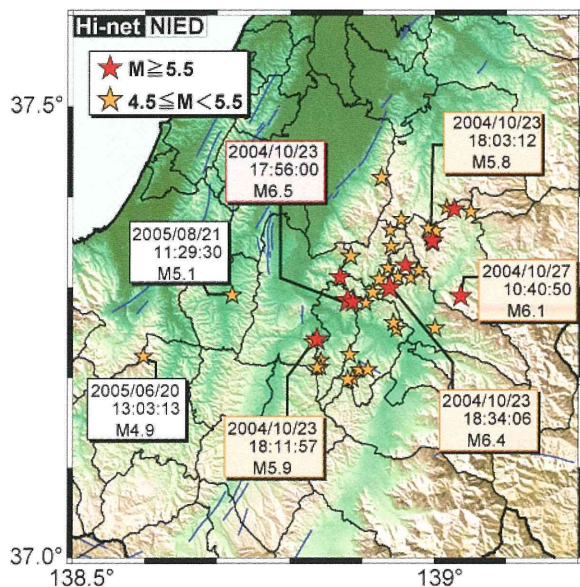 Hi-net NIED
★ M≧5.5
★ 4.5≦M<5.5
37.5°
2004/10/23
17:56:00
M6.5
2004/10/23
18:03:12
M5.8
2005/08/21
11:29:30
M5.1
2004/10/27
10:40:50
M6.1
2005/06/20
13:03:13
M4.9
2004/10/23
18:11:57
M5.9
2004/10/23
18:34:06
M6.4
37.0°
138.5°
139°